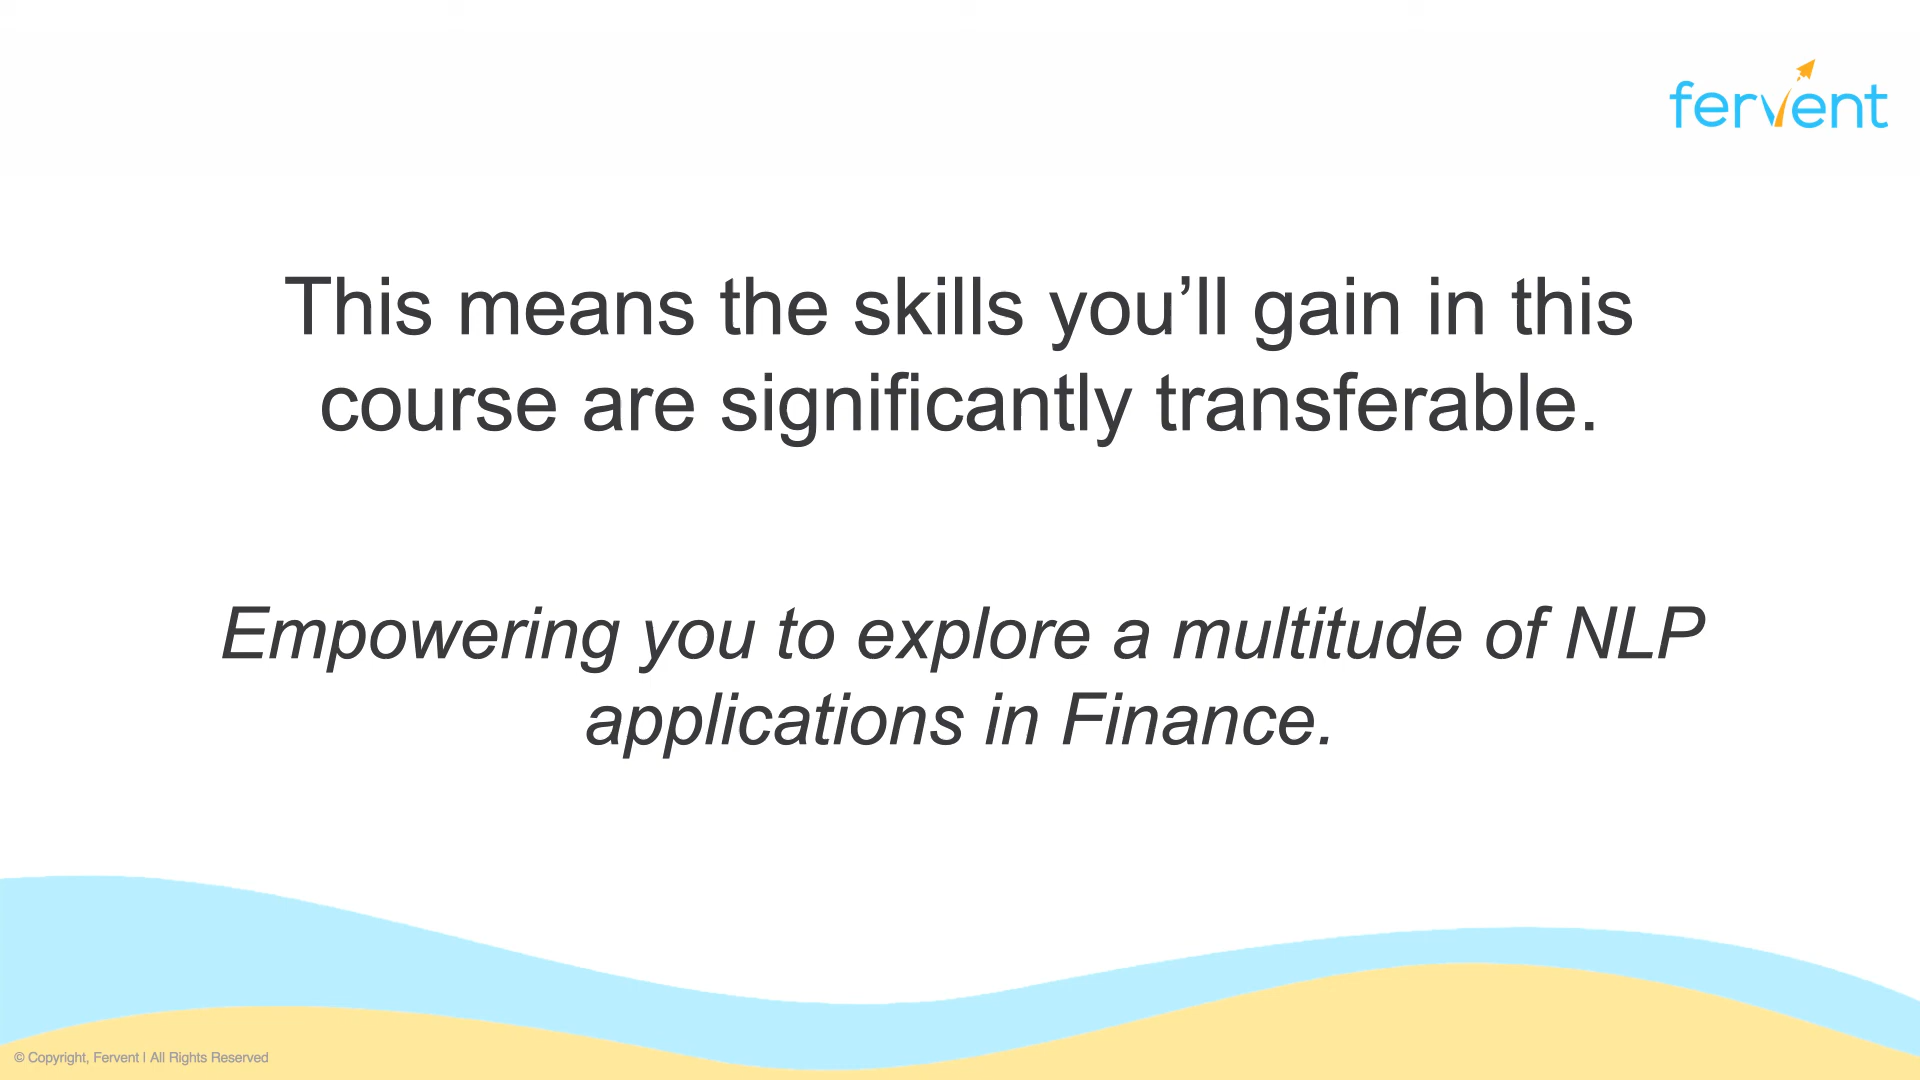 fervent
This means the skills you’ll gain in this
course are significantly transferable.
Empowering you to explore a multitude of NLP
applications in Finance.
© Copyright, Fervent | All Rights Reserved